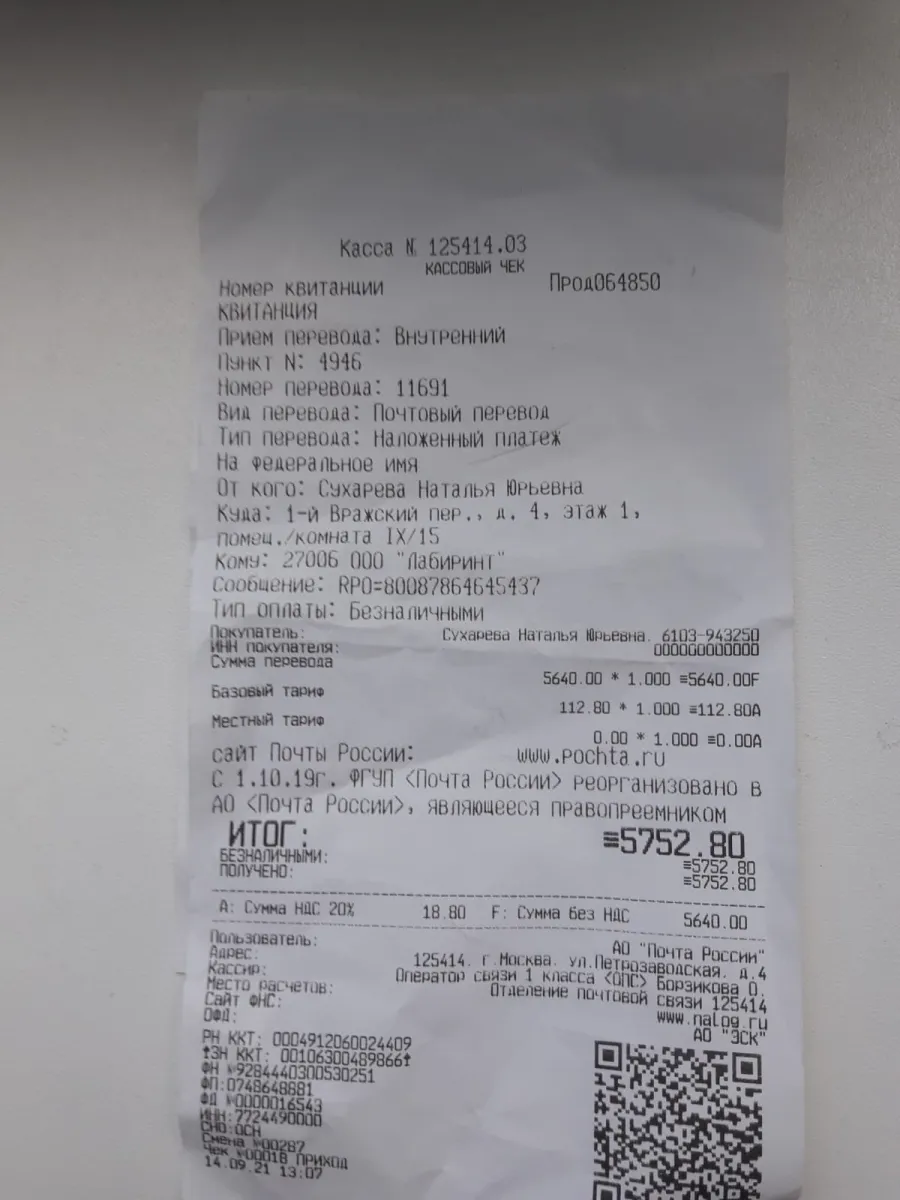 Касса № 125414.03
КАССОВЫЙ ЧЕК
Номер квитанции Прод064850
КВИТАНЦИЯ
Прием перевода: Внутренний
Пункт N: 4946
Номер перевода: 11691
Вид перевода: Почтовый перевод
Тип перевода: Наложенный платеж
На федеральное имя
От кого: Сухарева Наталья Юрьевна
Куда: 1-й Вражский пер., д. 4, этаж 1,
помещ./комната IX/15
Кому: 27006 ООО "Лабиринт"
Сообщение: RPO=80087864645437
Тип оплаты: Безналичными
Покупатель: Сухарева Наталья Юрьевна. 6103-943250
ИНН покупателя: 000000000000
Сумма перевода
5640.00 * 1.000 ≡5640.00F
Базовый тариф
112.80 * 1.000 ≡112.80A
Местный тариф
0.00 * 1.000 ≡0.00A
сайт Почты России: www.pochta.ru
С 1.10.19г. ФГУП <Почта России> реорганизовано в
АО <Почта России>, являющееся правопреемником
ИТОГ: ≡5752.80
БЕЗНАЛИЧНЫМИ: ≡5752.80
ПОЛУЧЕНО: ≡5752.80
A: Сумма НДС 20% 18.80 F: Сумма без НДС 5640.00
Пользователь: АО "Почта России"
Адрес: 125414. г.Москва. ул.Петрозаводская. д.4
Кассир: Оператор связи 1 класса <ОПС> Борзикова О.
Место расчетов: Отделение почтовой связи 125414
Сайт ФНС: www.nalog.ru
ОФД: АО "ЭСК"
РН ККТ: 0004912060024409
ЗН ККТ: 00106300489866
ФН №9284440300530251
ФП:0748648881
ФД №0000016543
ИНН:7724490000
СНО:ОСН
Смена №00287
Чек №00018 ПРИХОД
14.09.21 13:07